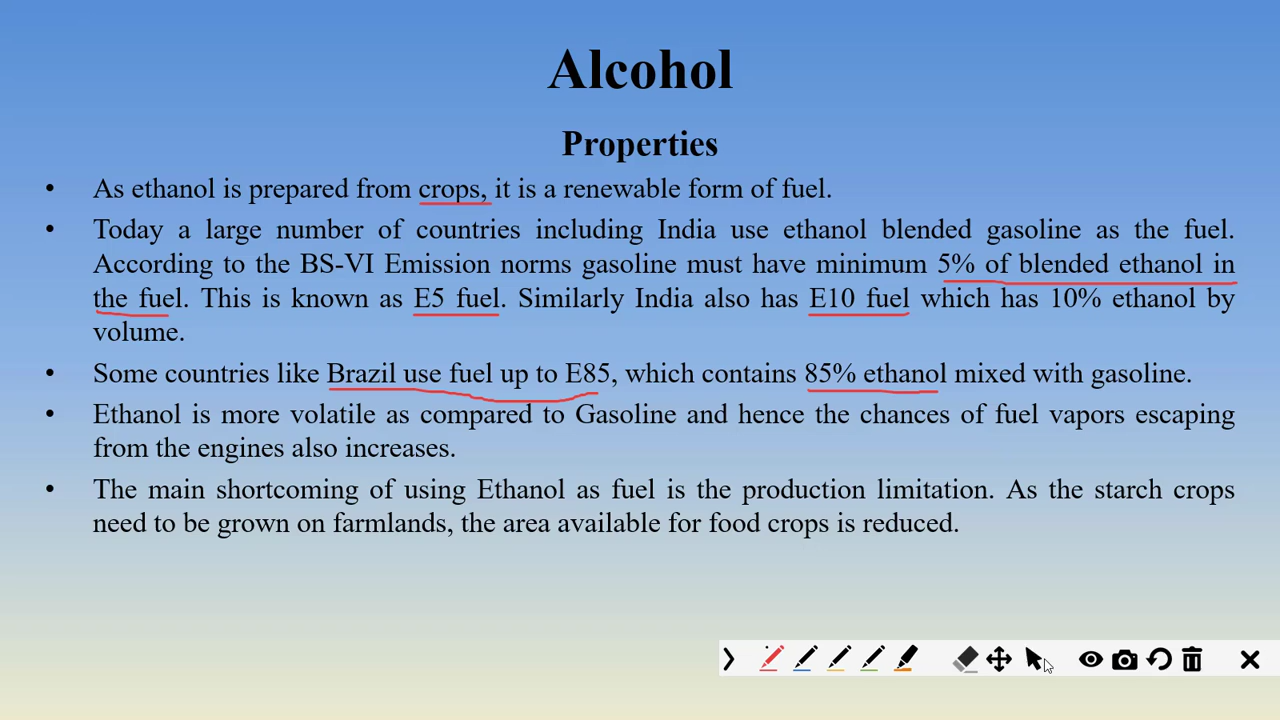 Alcohol
Properties
• As ethanol is prepared from crops, it is a renewable form of fuel.
• Today a large number of countries including India use ethanol blended gasoline as the fuel.
According to the BS-VI Emission norms gasoline must have minimum 5% of blended ethanol in
the fuel. This is known as E5 fuel. Similarly India also has E10 fuel which has 10% ethanol by
volume.
• Some countries like Brazil use fuel up to E85, which contains 85% ethanol mixed with gasoline.
• Ethanol is more volatile as compared to Gasoline and hence the chances of fuel vapors escaping
from the engines also increases.
• The main shortcoming of using Ethanol as fuel is the production limitation. As the starch crops
need to be grown on farmlands, the area available for food crops is reduced.